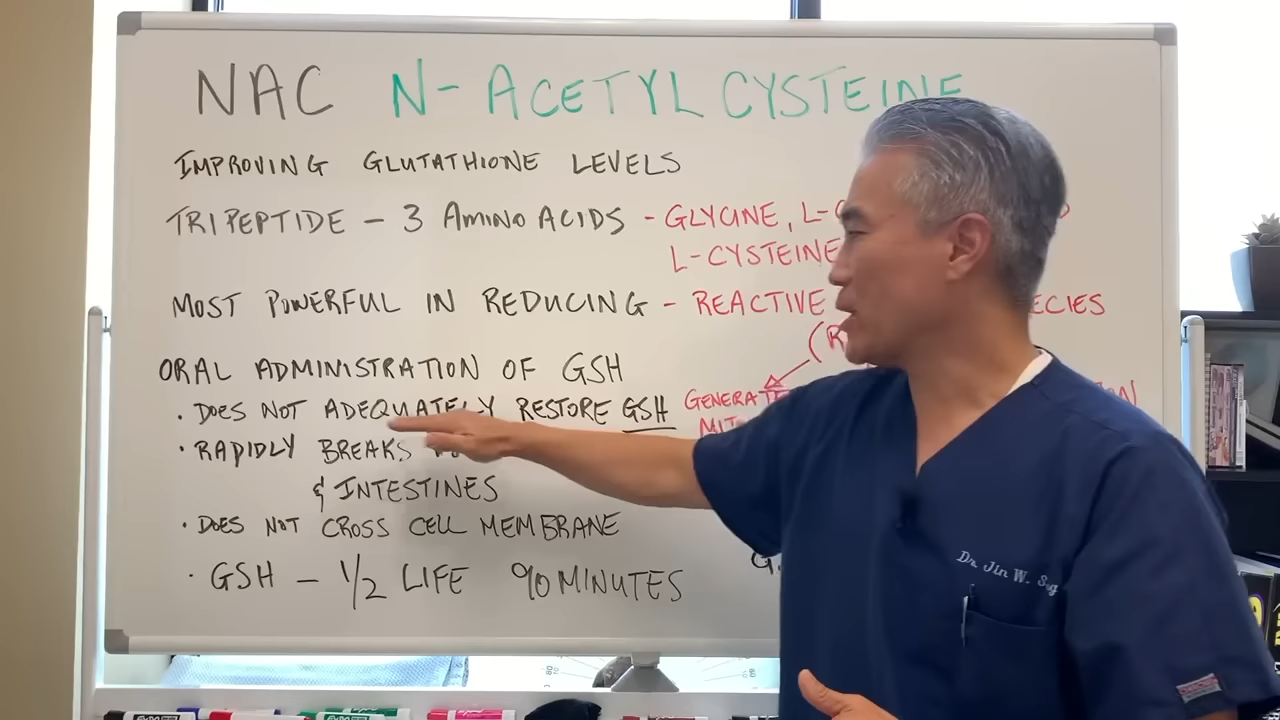 NAC N-ACETYL CYSTEINE
IMPROVING GLUTATHIONE LEVELS
TRIPEPTIDE - 3 AMINO ACIDS - GLYCINE,
L-CYSTEINE
MOST POWERFUL IN REDUCING - REACTIVE
ORAL ADMINISTRATION OF GSH
• DOES NOT ADEQUATELY RESTORE GSH
• RAPIDLY BREAKS
& INTESTINES
• DOES NOT CROSS CELL MEMBRANE
• GSH - 1/2 LIFE 90 MINUTES
Dr. Jin W.